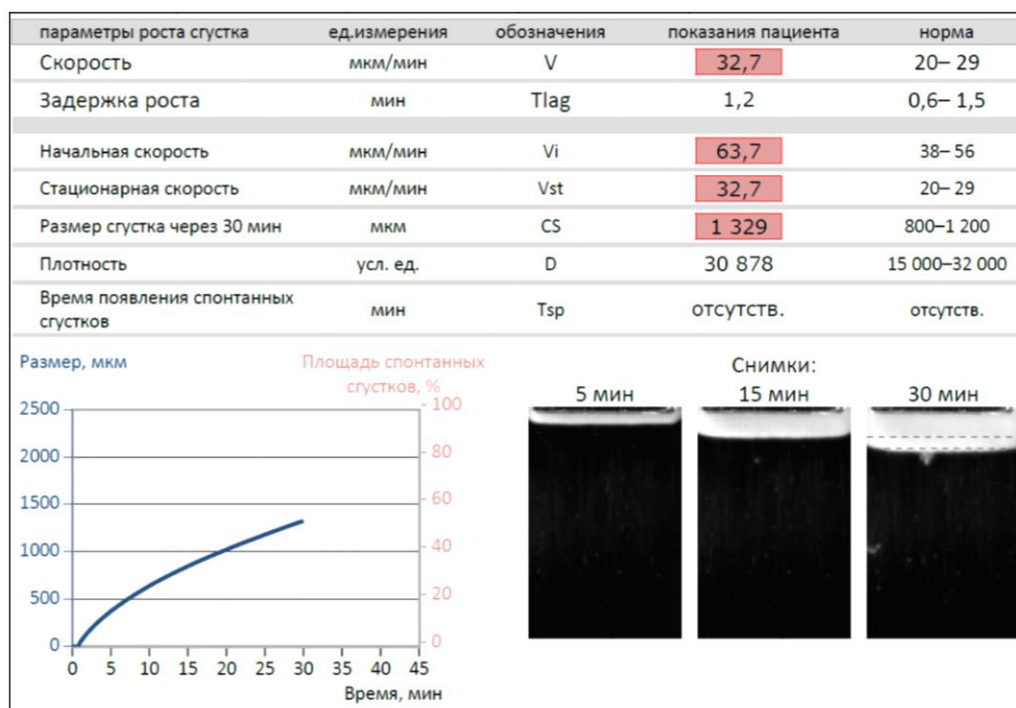 параметры роста сгустка ед.измерения обозначения показания пациента норма
Скорость мкм/мин V 32,7 20– 29
Задержка роста мин Tlag 1,2 0,6– 1,5
Начальная скорость мкм/мин Vi 63,7 38– 56
Стационарная скорость мкм/мин Vst 32,7 20– 29
Размер сгустка через 30 мин мкм CS 1 329 800–1 200
Плотность усл. ед. D 30 878 15 000–32 000
Время появления спонтанных
сгустков мин Tsp отсутств. отсутств.
Размер, мкм
Площадь спонтанных
сгустков, %
2500
2000
1500
1000
500
0
100
80
60
40
20
0
0 5 10 15 20 25 30 35 40 45
Время, мин
Снимки:
5 мин 15 мин 30 мин